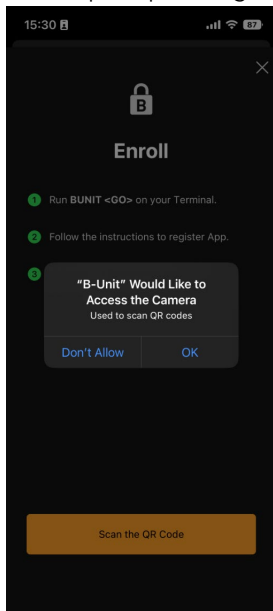 15:30
87
B
Enroll
1 Run BUNIT <GO> on your Terminal.
2 Follow the instructions to register App.
3
"B-Unit" Would Like to
Access the Camera
Used to scan QR codes
Don't Allow OK
Scan the QR Code